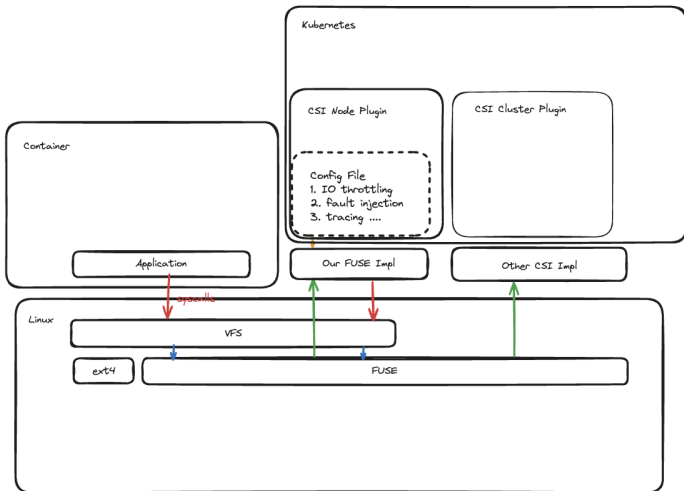 Kubernetes
CSI Node Plugin
CSI Cluster Plugin
Container
Config File
1. IO throttling
2. fault injection
3. tracing ....
Application
Our FUSE Impl
Other CSI Impl
syscalls
Linux
VFS
ext4
FUSE